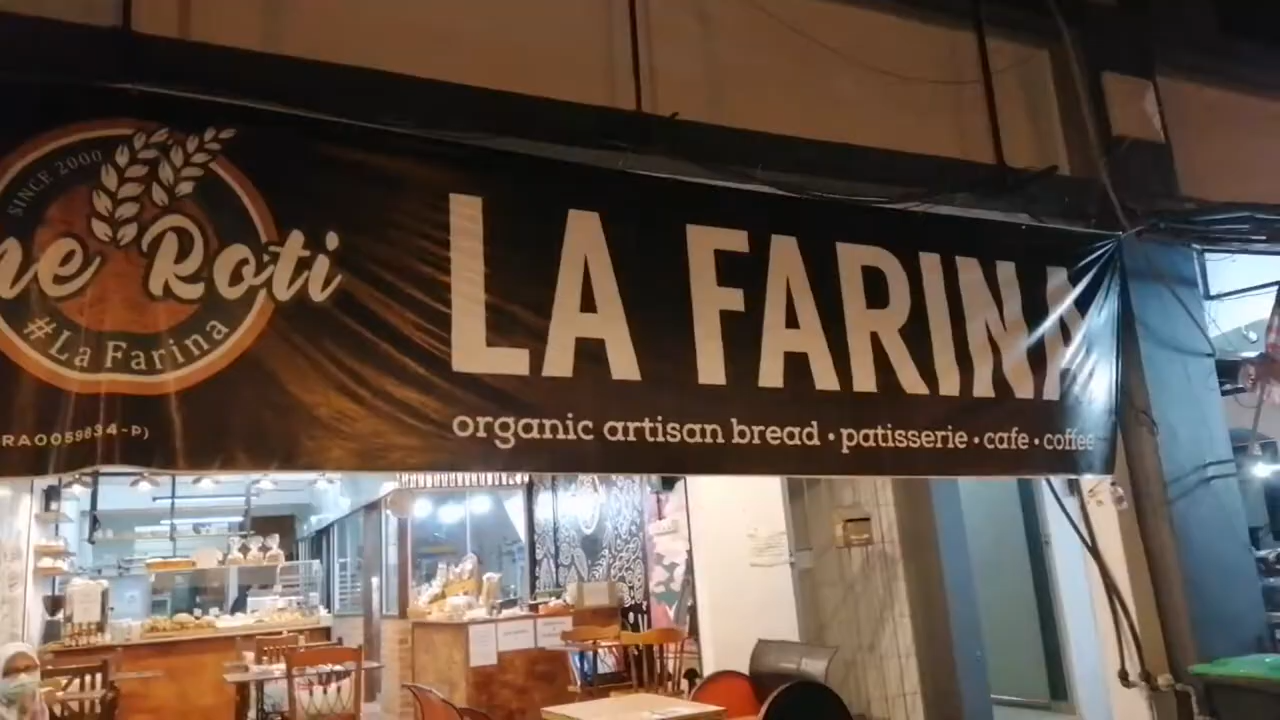 SINCE 2000
ne Roti
#La Farina
RA0059834-P)
LA FARINA
organic artisan bread • patisserie • cafe • coffee